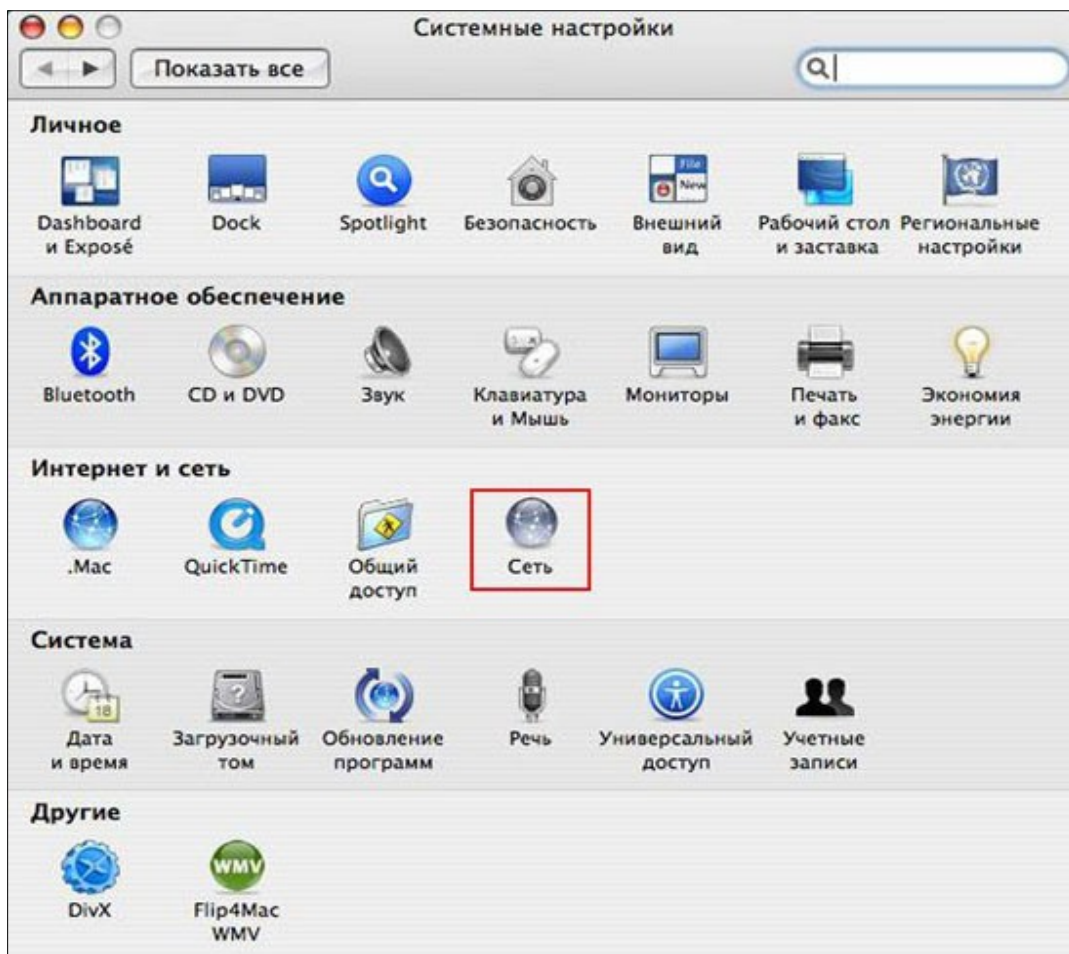 Системные настройки
Показать все
Личное
Dashboard Dock Spotlight Безопасность Внешний Рабочий стол Региональные
и Exposé вид и заставка настройки
Аппаратное обеспечение
Bluetooth CD и DVD Звук Клавиатура Мониторы Печать Экономия
и Мышь и факс энергии
Интернет и сеть
.Mac QuickTime Общий Сеть
доступ
Система
Дата Загрузочный Обновление Речь Универсальный Учетные
и время том программ доступ записи
Другие
DivX Flip4Mac
WMV